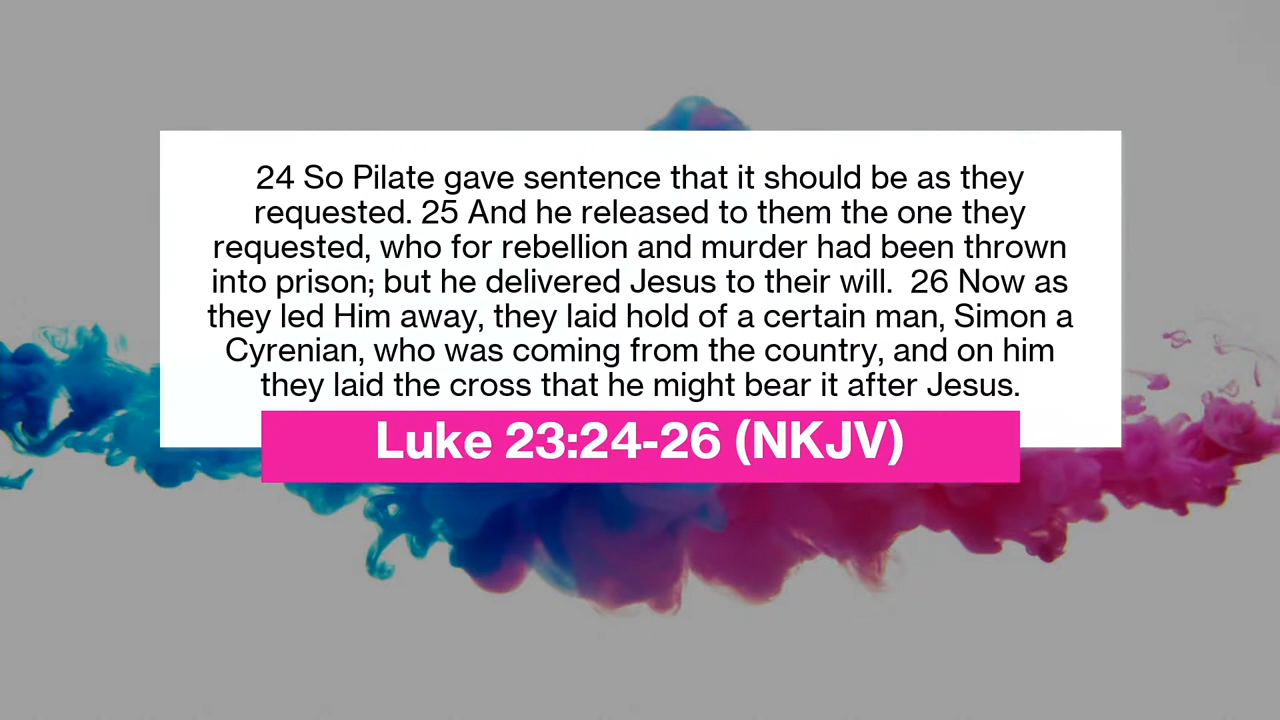 24 So Pilate gave sentence that it should be as they
requested. 25 And he released to them the one they
requested, who for rebellion and murder had been thrown
into prison; but he delivered Jesus to their will.  26 Now as
they led Him away, they laid hold of a certain man, Simon a
Cyrenian, who was coming from the country, and on him
they laid the cross that he might bear it after Jesus.
Luke 23:24-26 (NKJV)